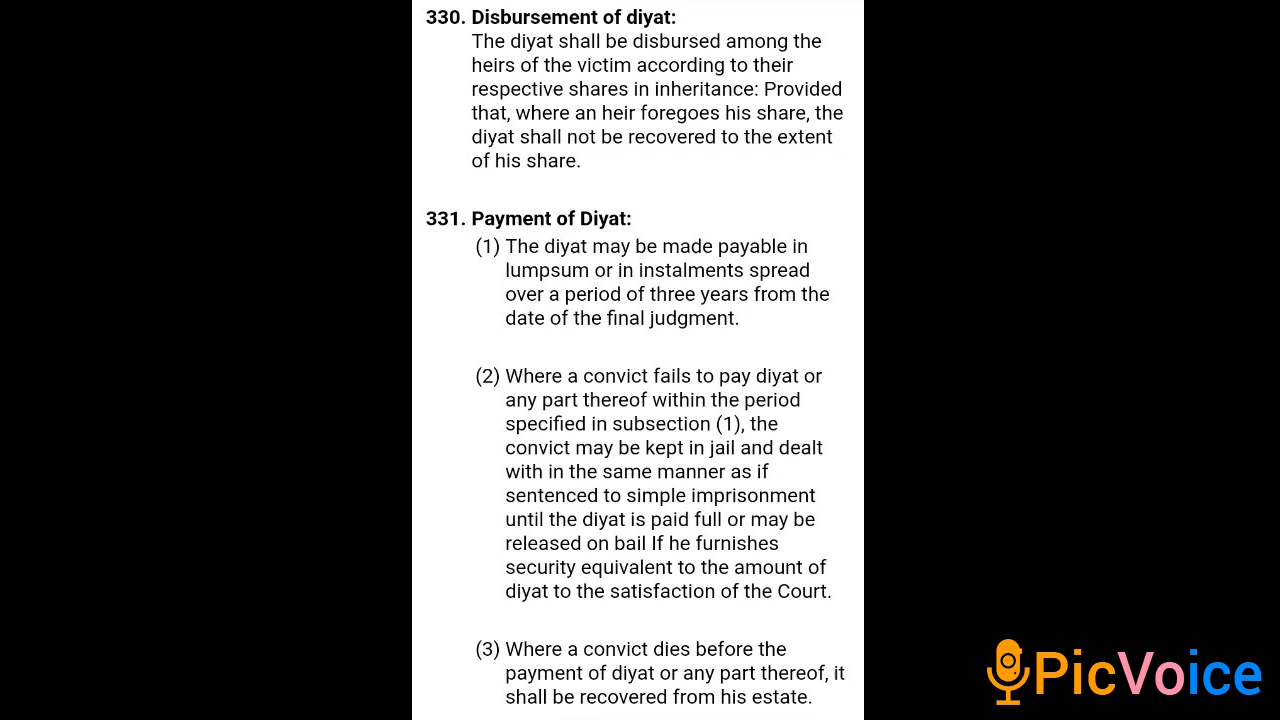 330. Disbursement of diyat:
The diyat shall be disbursed among the
heirs of the victim according to their
respective shares in inheritance: Provided
that, where an heir foregoes his share, the
diyat shall not be recovered to the extent
of his share.
331. Payment of Diyat:
(1) The diyat may be made payable in
lumpsum or in instalments spread
over a period of three years from the
date of the final judgment.
(2) Where a convict fails to pay diyat or
any part thereof within the period
specified in subsection (1), the
convict may be kept in jail and dealt
with in the same manner as if
sentenced to simple imprisonment
until the diyat is paid full or may be
released on bail If he furnishes
security equivalent to the amount of
diyat to the satisfaction of the Court.
(3) Where a convict dies before the
payment of diyat or any part thereof, it
shall be recovered from his estate.
PicVoice